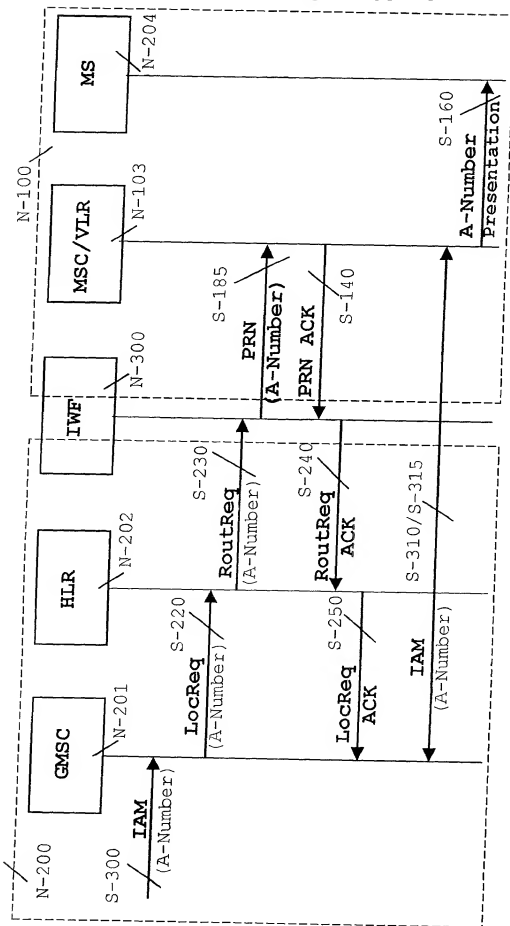 N-200
N-100
GMSC
N-201
HLR
N-202
IWF
N-300
MSC/VLR
N-103
MS
N-204
S-300
IAM
(A-Number)
S-220
LocReq
(A-Number)
S-230
RoutReq
(A-Number)
S-185
PRN
(A-Number)
PRN ACK
S-140
S-240
RoutReq
ACK
S-250
LocReq
ACK
S-310/S-315
IAM
(A-Number)
S-160
A-Number
Presentation